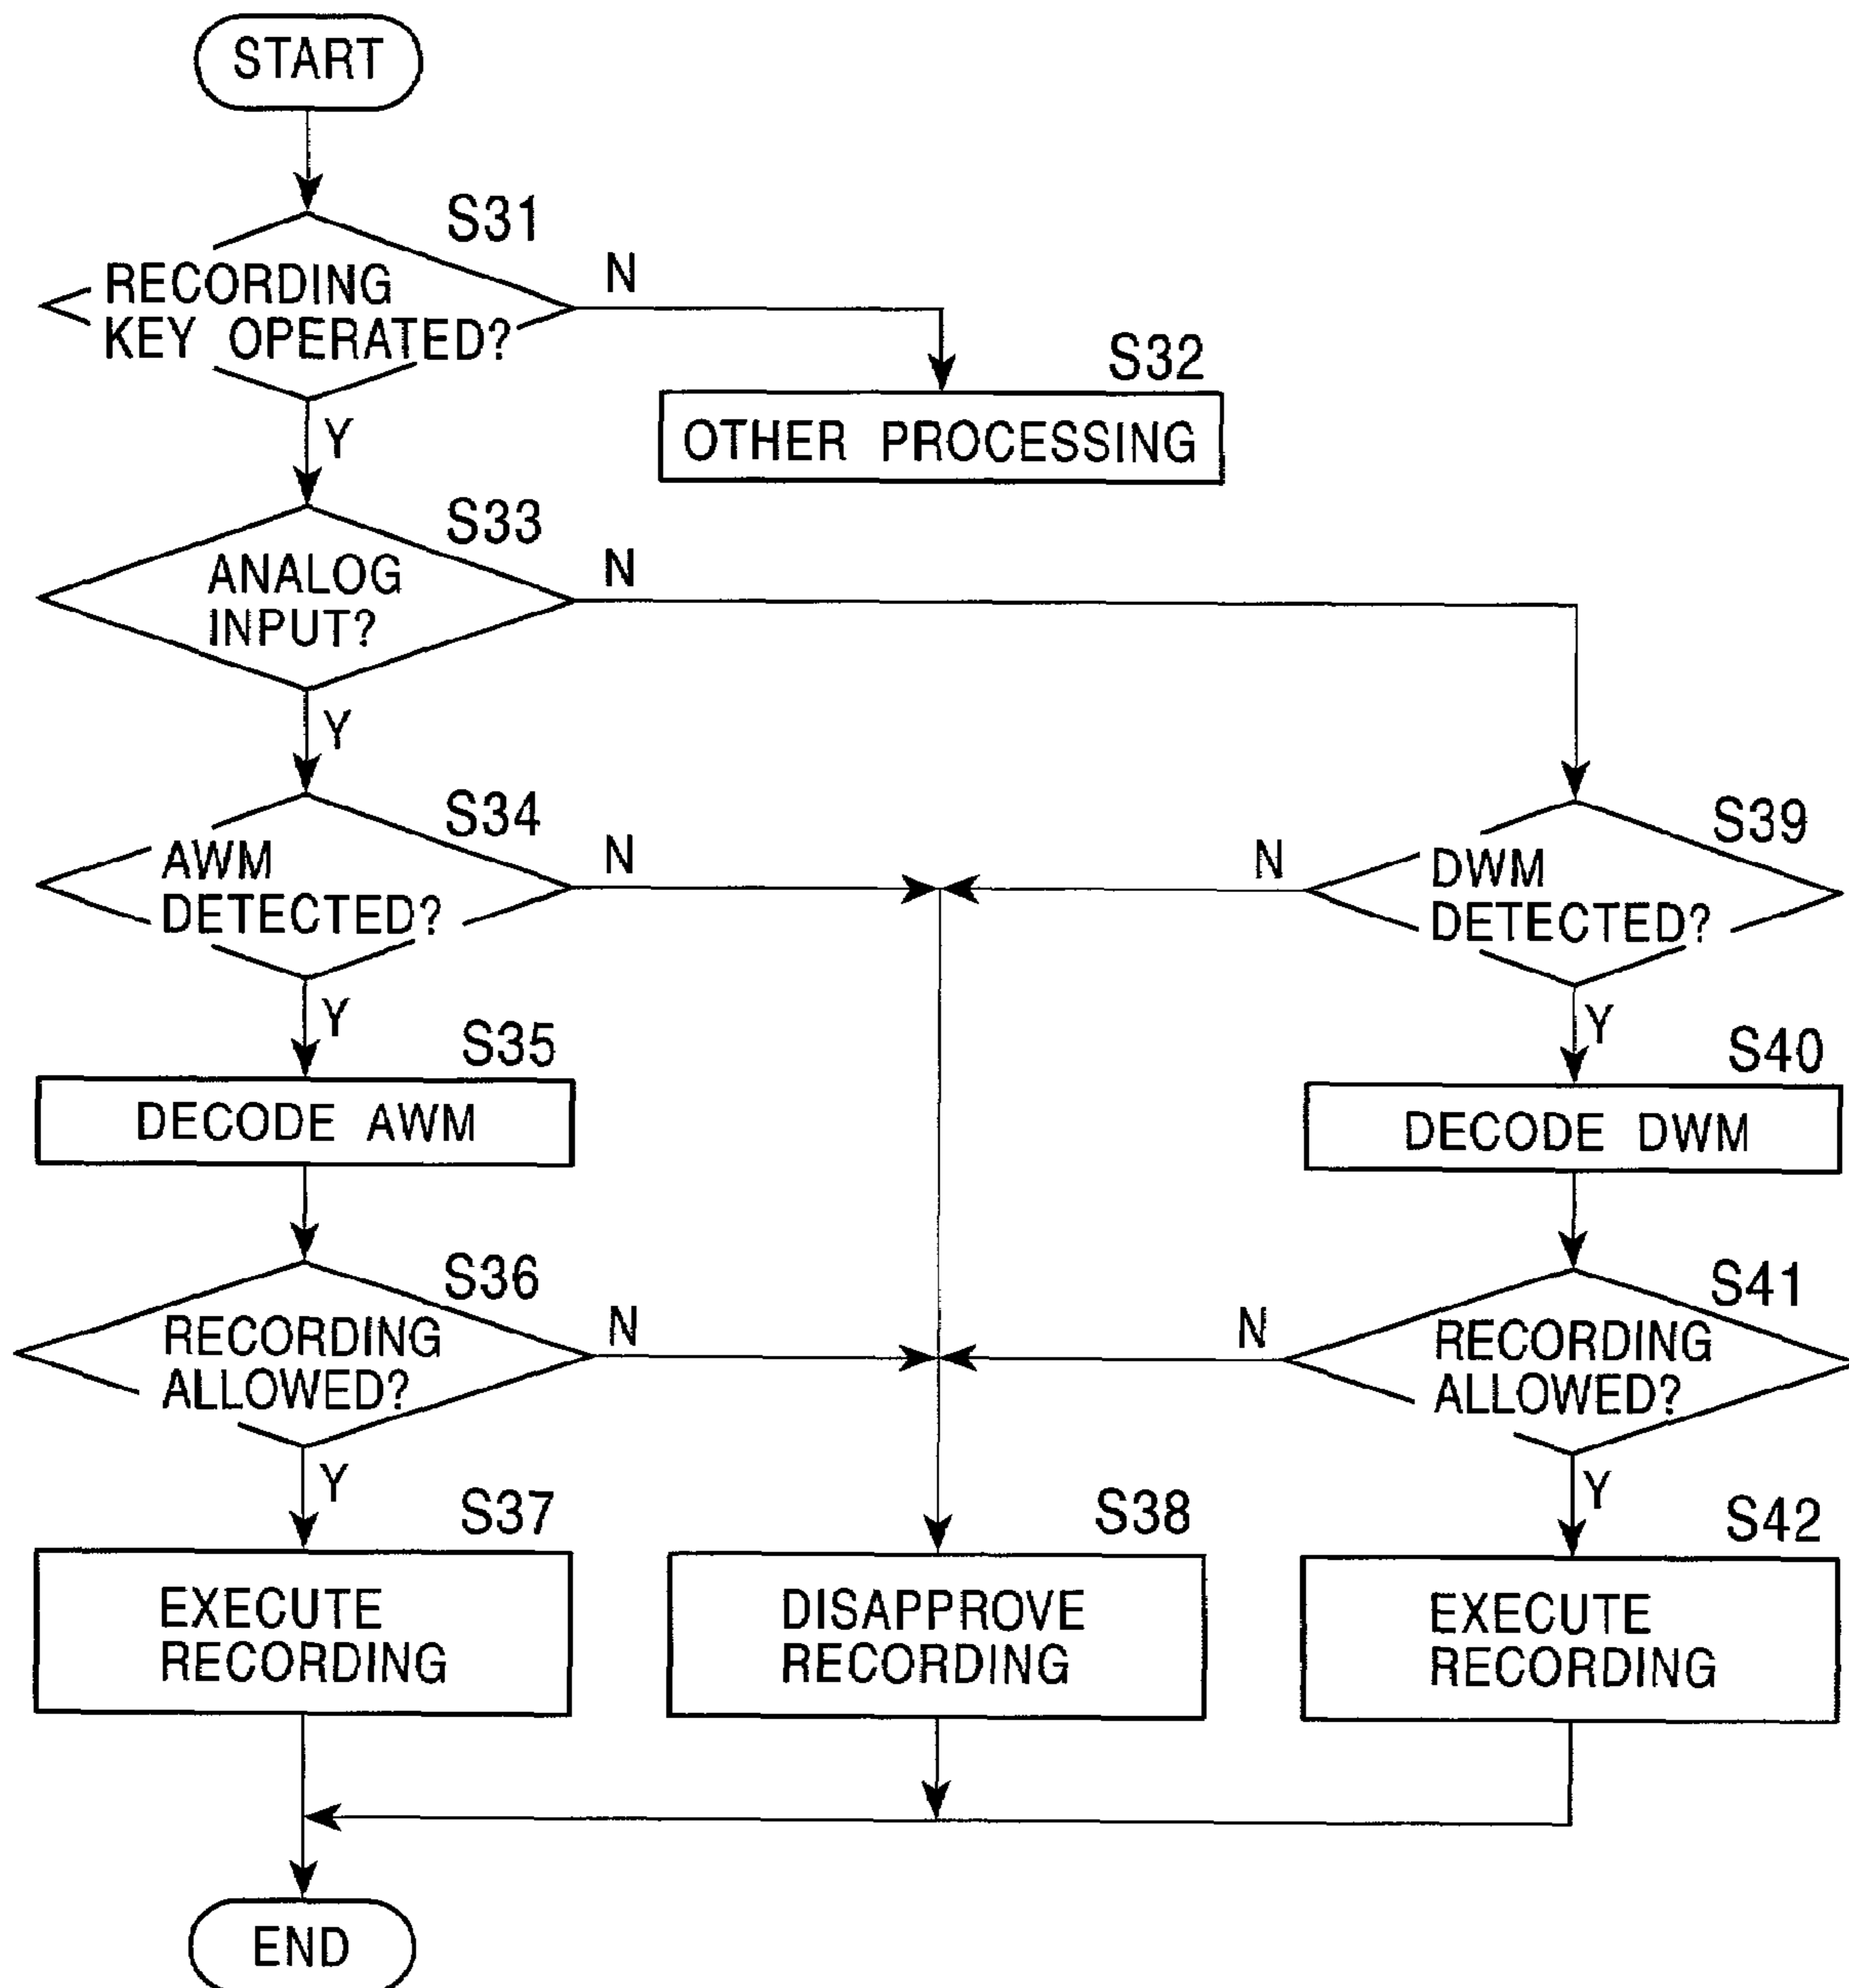 START
S31
RECORDING
KEY OPERATED?
N
S32
OTHER PROCESSING
Y
S33
ANALOG
INPUT?
N
Y
S34
AWM
DETECTED?
N
S39
DWM
DETECTED?
N
Y
Y
S35
DECODE AWM
S40
DECODE DWM
S36
RECORDING
ALLOWED?
N
S41
RECORDING
ALLOWED?
N
Y
Y
S37
EXECUTE
RECORDING
S38
DISAPPROVE
RECORDING
S42
EXECUTE
RECORDING
END